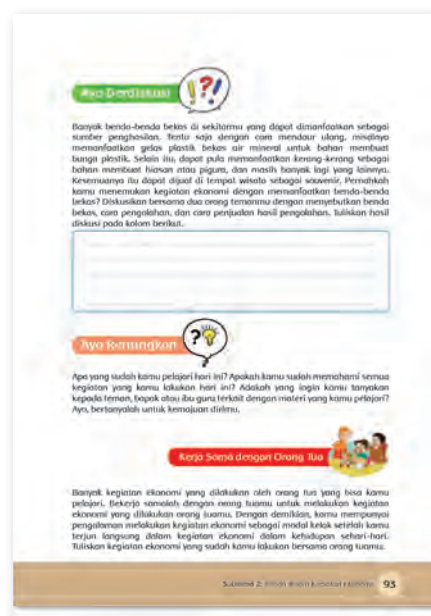 Ayo Berdiskusi
!?!
Banyak benda-benda bekas di sekitarmu yang dapat dimanfaatkan sebagai
sumber penghasilan. Tentu saja dengan cara mendaur ulang, misalnya
memanfaatkan gelas plastik bekas air mineral untuk bahan membuat
bunga plastik. Selain itu, dapat pula memanfaatkan kerang-kerang sebagai
bahan membuat hiasan atau pigura, dan masih banyak lagi yang lainnya.
Kesemuanya itu dapat dijual di tempat wisata sebagai souvenir. Pernahkah
kamu menemukan kegiatan ekonomi dengan memanfaatkan benda-benda
bekas? Diskusikan bersama dua orang temanmu dengan menyebutkan benda
bekas, cara pengolahan, dan cara penjualan hasil pengolahan. Tuliskan hasil
diskusi pada kolom berikut.
Ayo Renungkan
?
Apa yang sudah kamu pelajari hari ini? Apakah kamu sudah memahami semua
kegiatan yang kamu lakukan hari ini? Adakah yang ingin kamu tanyakan
kepada teman, bapak atau ibu guru terkait dengan materi yang kamu pelajari?
Ayo, bertanyalah untuk kemajuan dirimu.
Kerja Sama dengan Orang Tua
Banyak kegiatan ekonomi yang dilakukan oleh orang tua yang bisa kamu
pelajari. Bekerja samalah dengan orang tuamu untuk melakukan kegiatan
ekonomi yang dilakukan orang tuamu. Dengan demikian, kamu mempunyai
pengalaman melakukan kegiatan ekonomi sebagai modal kelak setelah kamu
terjun langsung dalam kegiatan ekonomi dalam kehidupan sehari-hari.
Tuliskan kegiatan ekonomi yang sudah kamu lakukan bersama orang tuamu.
Subtema 2: 93